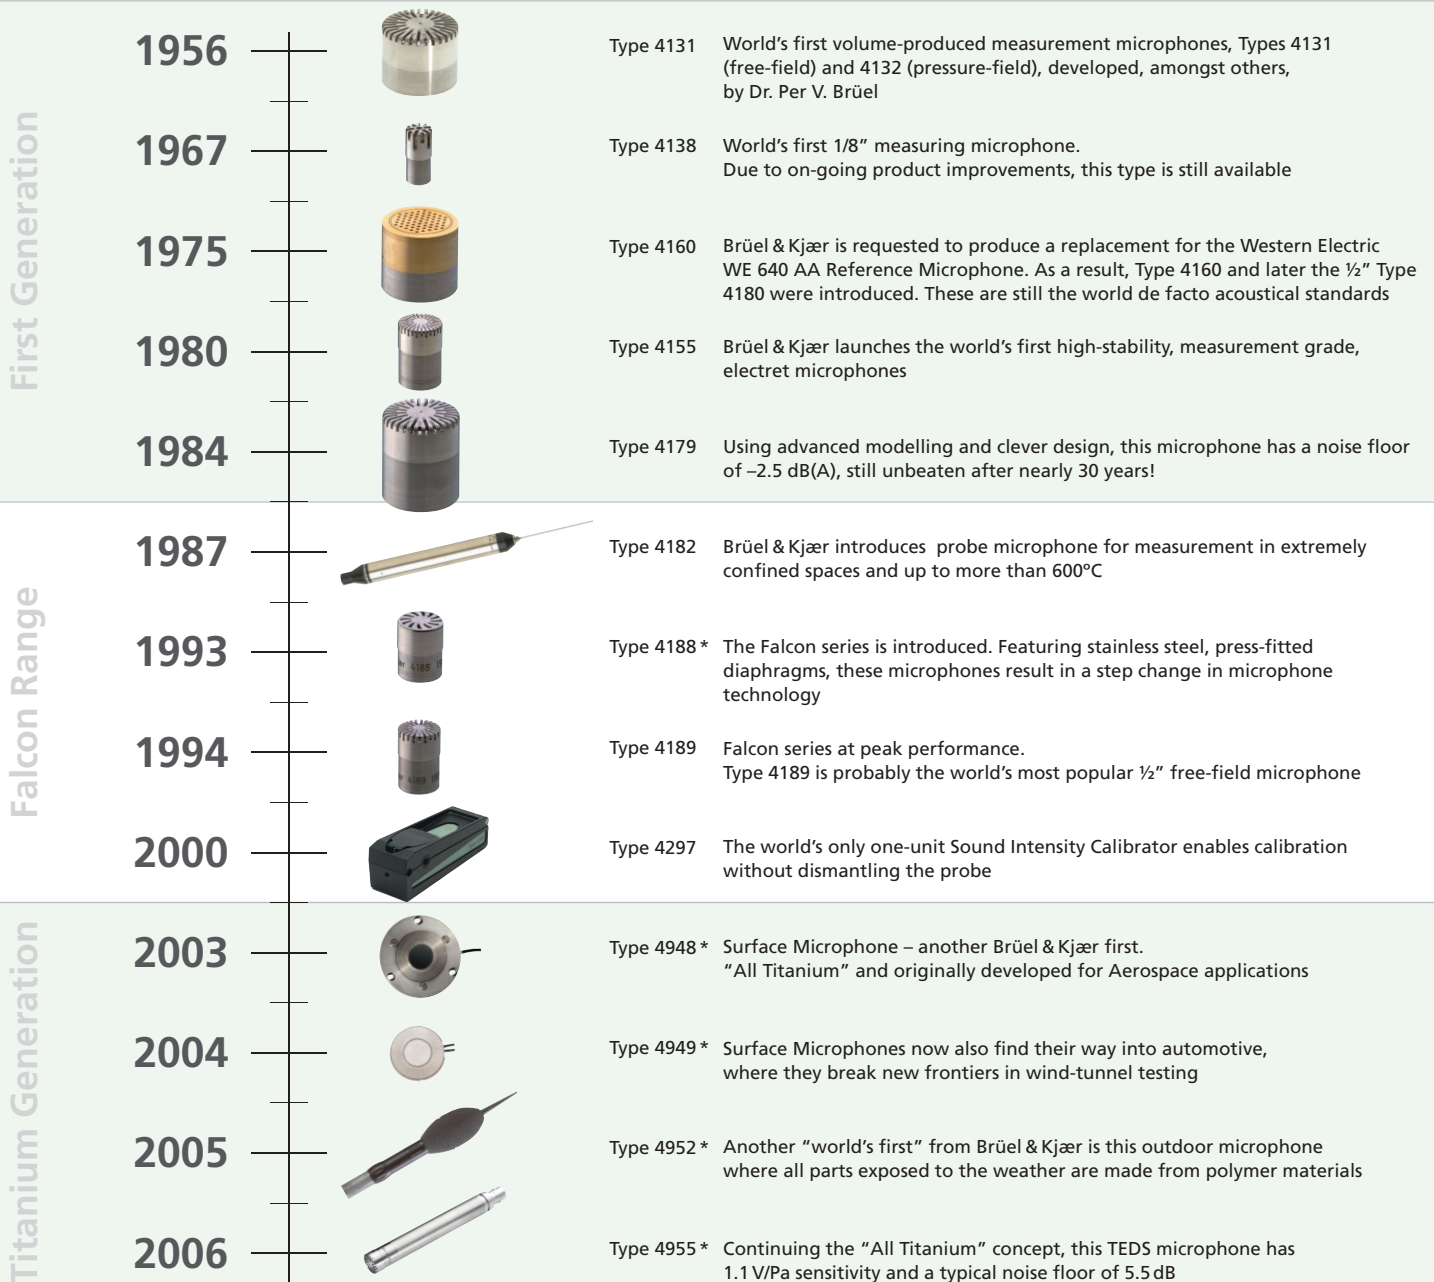 First Generation
1956
Type 4131
World's first volume-produced measurement microphones, Types 4131
(free-field) and 4132 (pressure-field), developed, amongst others,
by Dr. Per V. Brüel
1967
Type 4138
World's first 1/8” measuring microphone.
Due to on-going product improvements, this type is still available
1975
Type 4160
Brüel & Kjær is requested to produce a replacement for the Western Electric
WE 640 AA Reference Microphone. As a result, Type 4160 and later the ½” Type
4180 were introduced. These are still the world de facto acoustical standards
1980
Type 4155
Brüel & Kjær launches the world's first high-stability, measurement grade,
electret microphones
1984
Type 4179
Using advanced modelling and clever design, this microphone has a noise floor
of –2.5 dB(A), still unbeaten after nearly 30 years!
Falcon Range
1987
Type 4182
Brüel & Kjær introduces probe microphone for measurement in extremely
confined spaces and up to more than 600ºC
1993
4188
Type 4188 *
The Falcon series is introduced. Featuring stainless steel, press-fitted
diaphragms, these microphones result in a step change in microphone
technology
1994
4189
Type 4189
Falcon series at peak performance.
Type 4189 is probably the world's most popular ½” free-field microphone
2000
Type 4297
The world's only one-unit Sound Intensity Calibrator enables calibration
without dismantling the probe
Titanium Generation
2003
Type 4948 *
Surface Microphone – another Brüel & Kjær first.
“All Titanium” and originally developed for Aerospace applications
2004
Type 4949 *
Surface Microphones now also find their way into automotive,
where they break new frontiers in wind-tunnel testing
2005
Type 4952 *
Another “world's first” from Brüel & Kjær is this outdoor microphone
where all parts exposed to the weather are made from polymer materials
2006
Type 4955 *
Continuing the “All Titanium” concept, this TEDS microphone has
1.1 V/Pa sensitivity and a typical noise floor of 5.5 dB